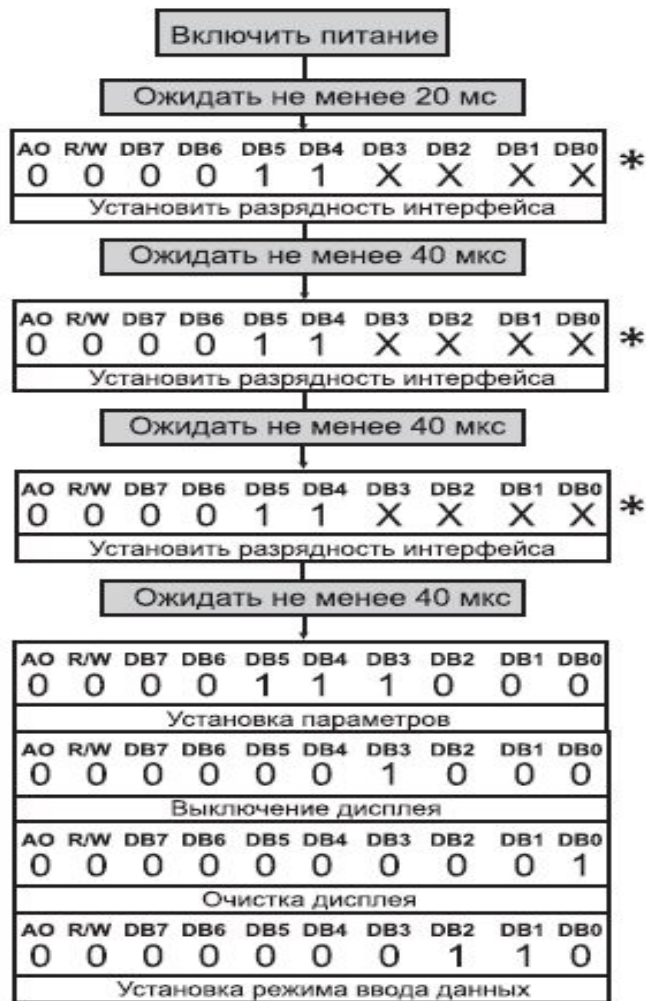 Включить питание
Ожидать не менее 20 мс
AO R/W DB7 DB6 DB5 DB4 DB3 DB2 DB1 DB0
0 0 0 0 1 1 X X X X *
Установить разрядность интерфейса
Ожидать не менее 40 мкс
AO R/W DB7 DB6 DB5 DB4 DB3 DB2 DB1 DB0
0 0 0 0 1 1 X X X X *
Установить разрядность интерфейса
Ожидать не менее 40 мкс
AO R/W DB7 DB6 DB5 DB4 DB3 DB2 DB1 DB0
0 0 0 0 1 1 X X X X *
Установить разрядность интерфейса
Ожидать не менее 40 мкс
AO R/W DB7 DB6 DB5 DB4 DB3 DB2 DB1 DB0
0 0 0 0 1 1 1 0 0 0
Установка параметров
AO R/W DB7 DB6 DB5 DB4 DB3 DB2 DB1 DB0
0 0 0 0 0 0 1 0 0 0
Выключение дисплея
AO R/W DB7 DB6 DB5 DB4 DB3 DB2 DB1 DB0
0 0 0 0 0 0 0 0 0 1
Очистка дисплея
AO R/W DB7 DB6 DB5 DB4 DB3 DB2 DB1 DB0
0 0 0 0 0 0 0 1 1 0
Установка режима ввода данных